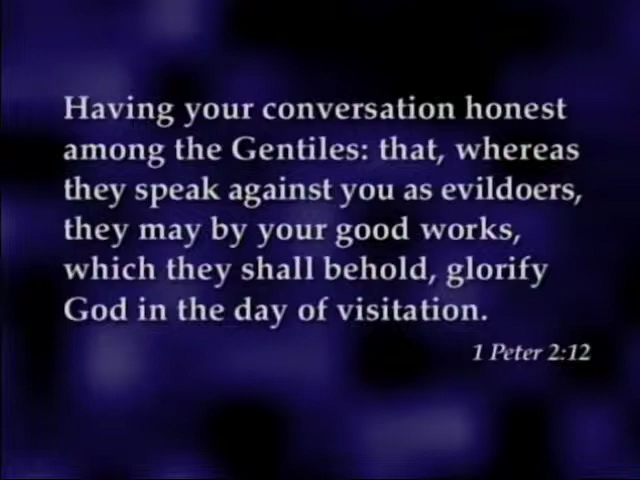 Having your conversation honest
among the Gentiles: that, whereas
they speak against you as evildoers,
they may by your good works,
which they shall behold, glorify
God in the day of visitation.
1 Peter 2:12